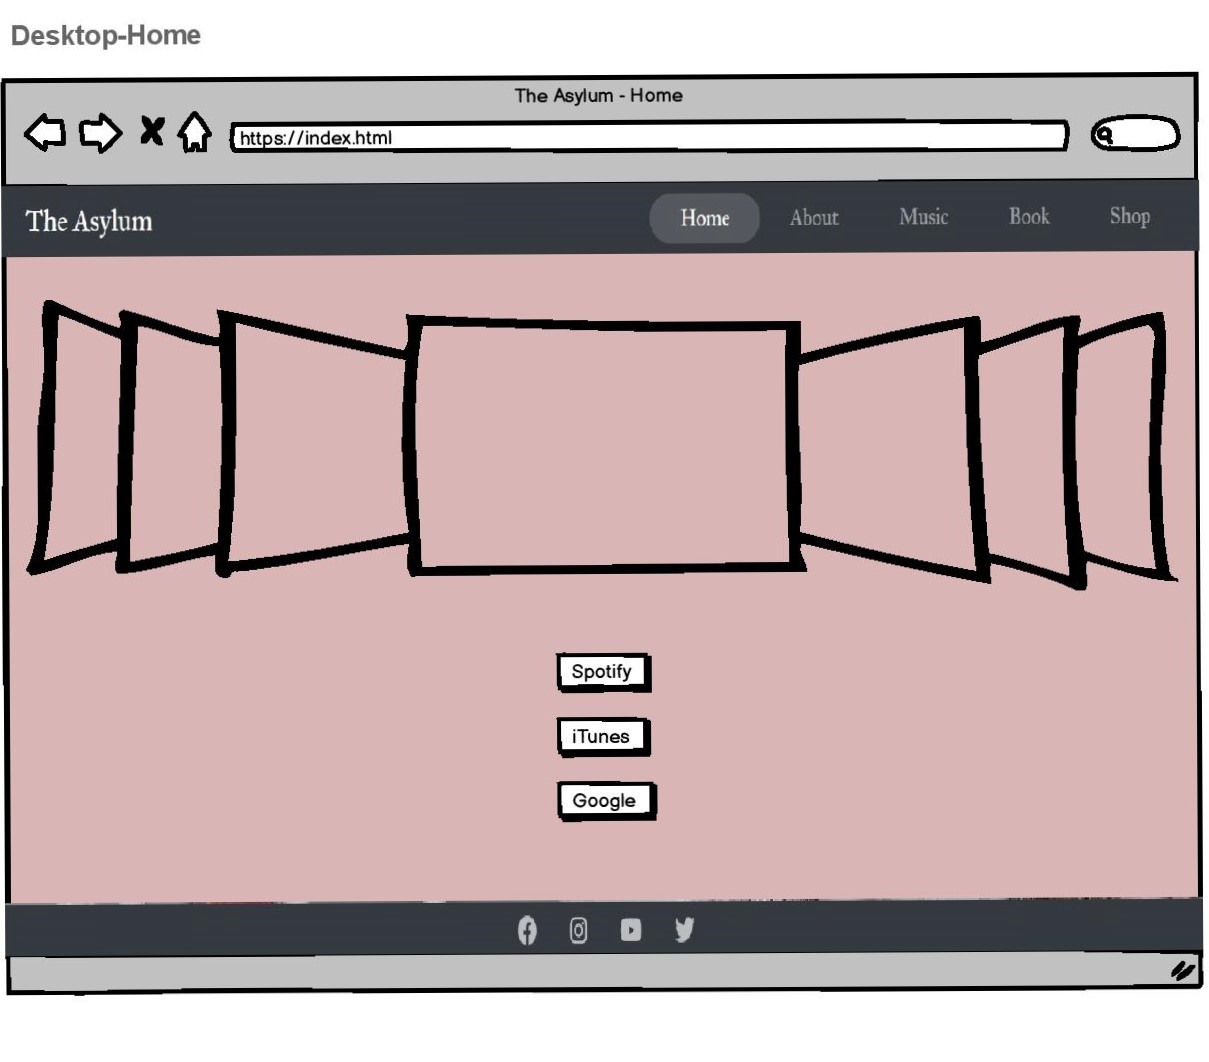 Desktop-Home
The Asylum - Home
https://index.html
The Asylum
Home
About
Music
Book
Shop
Spotify
iTunes
Google